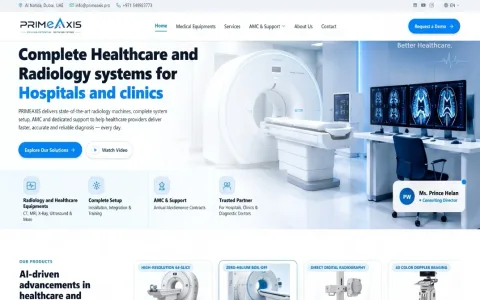 Al Nahda, Dubai, UAE
info@primeaxis.pro
+971 549957773
EN
PRIMEAXIS
Home
Medical Equipments
Services
AMC & Support
About Us
Contact
Request a Demo →
Better Healthcare.
Complete Healthcare and
Radiology systems for
Hospitals and clinics
PRIMEAXIS delivers state-of-the-art radiology machines, complete system
setup, AMC and dedicated support to help healthcare providers deliver
faster, accurate and reliable diagnosis — every day.
Explore Our Solutions →
Watch Video
PW
Ms. Prince Helan
Consulting Director
Radiology and Healthcare
Equipments
CT, MRI, X-Ray, Ultrasound &
More
Complete Setup
Installation, Integration &
Training
AMC & Support
Annual Maintenance Contracts
Trusted Partner
For Hospitals, Clinics &
Diagnostic Centers
OUR PRODUCTS
AI-driven
advancements in
healthcare and
HIGH-RESOLUTION 64-SLICE
ZERO-HELIUM BOIL-OFF
DIRECT DIGITAL RADIOGRAPHY
4D COLOR DOPPLER IMAGING